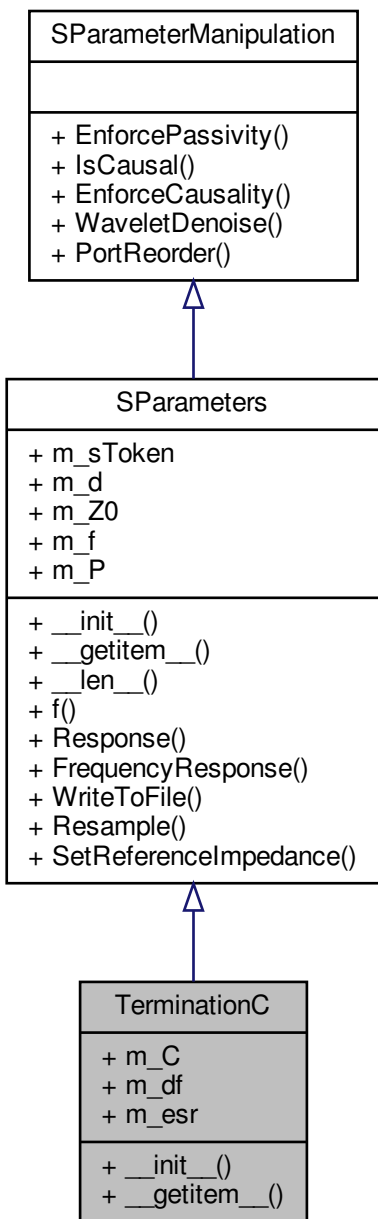 SParameterManipulation
+ EnforcePassivity()
+ IsCausal()
+ EnforceCausality()
+ WaveletDenoise()
+ PortReorder()
SParameters
+ m_sToken
+ m_d
+ m_Z0
+ m_f
+ m_P
+ __init__()
+ __getitem__()
+ __len__()
+ f()
+ Response()
+ FrequencyResponse()
+ WriteToFile()
+ Resample()
+ SetReferenceImpedance()
TerminationC
+ m_C
+ m_df
+ m_esr
+ __init__()
+ __getitem__()